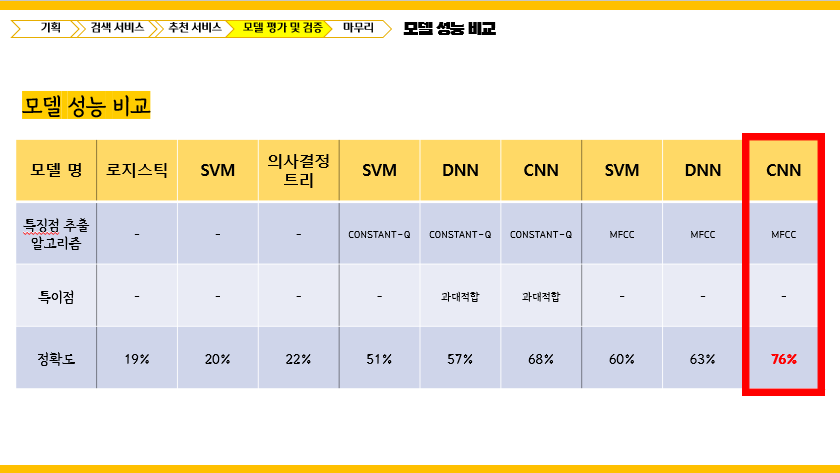 기획 검색 서비스 추천 서비스 모델 평가 및 검증 마무리 모델 성능 비교
모델 성능 비교
모델 명 로지스틱 SVM 의사결정 트리 SVM DNN CNN SVM DNN CNN
특징점 추출 알고리즘 - - - CONSTANT-Q CONSTANT-Q CONSTANT-Q MFCC MFCC MFCC
특이점 - - - - 과대적합 과대적합 - - -
정확도 19% 20% 22% 51% 57% 68% 60% 63% 76%